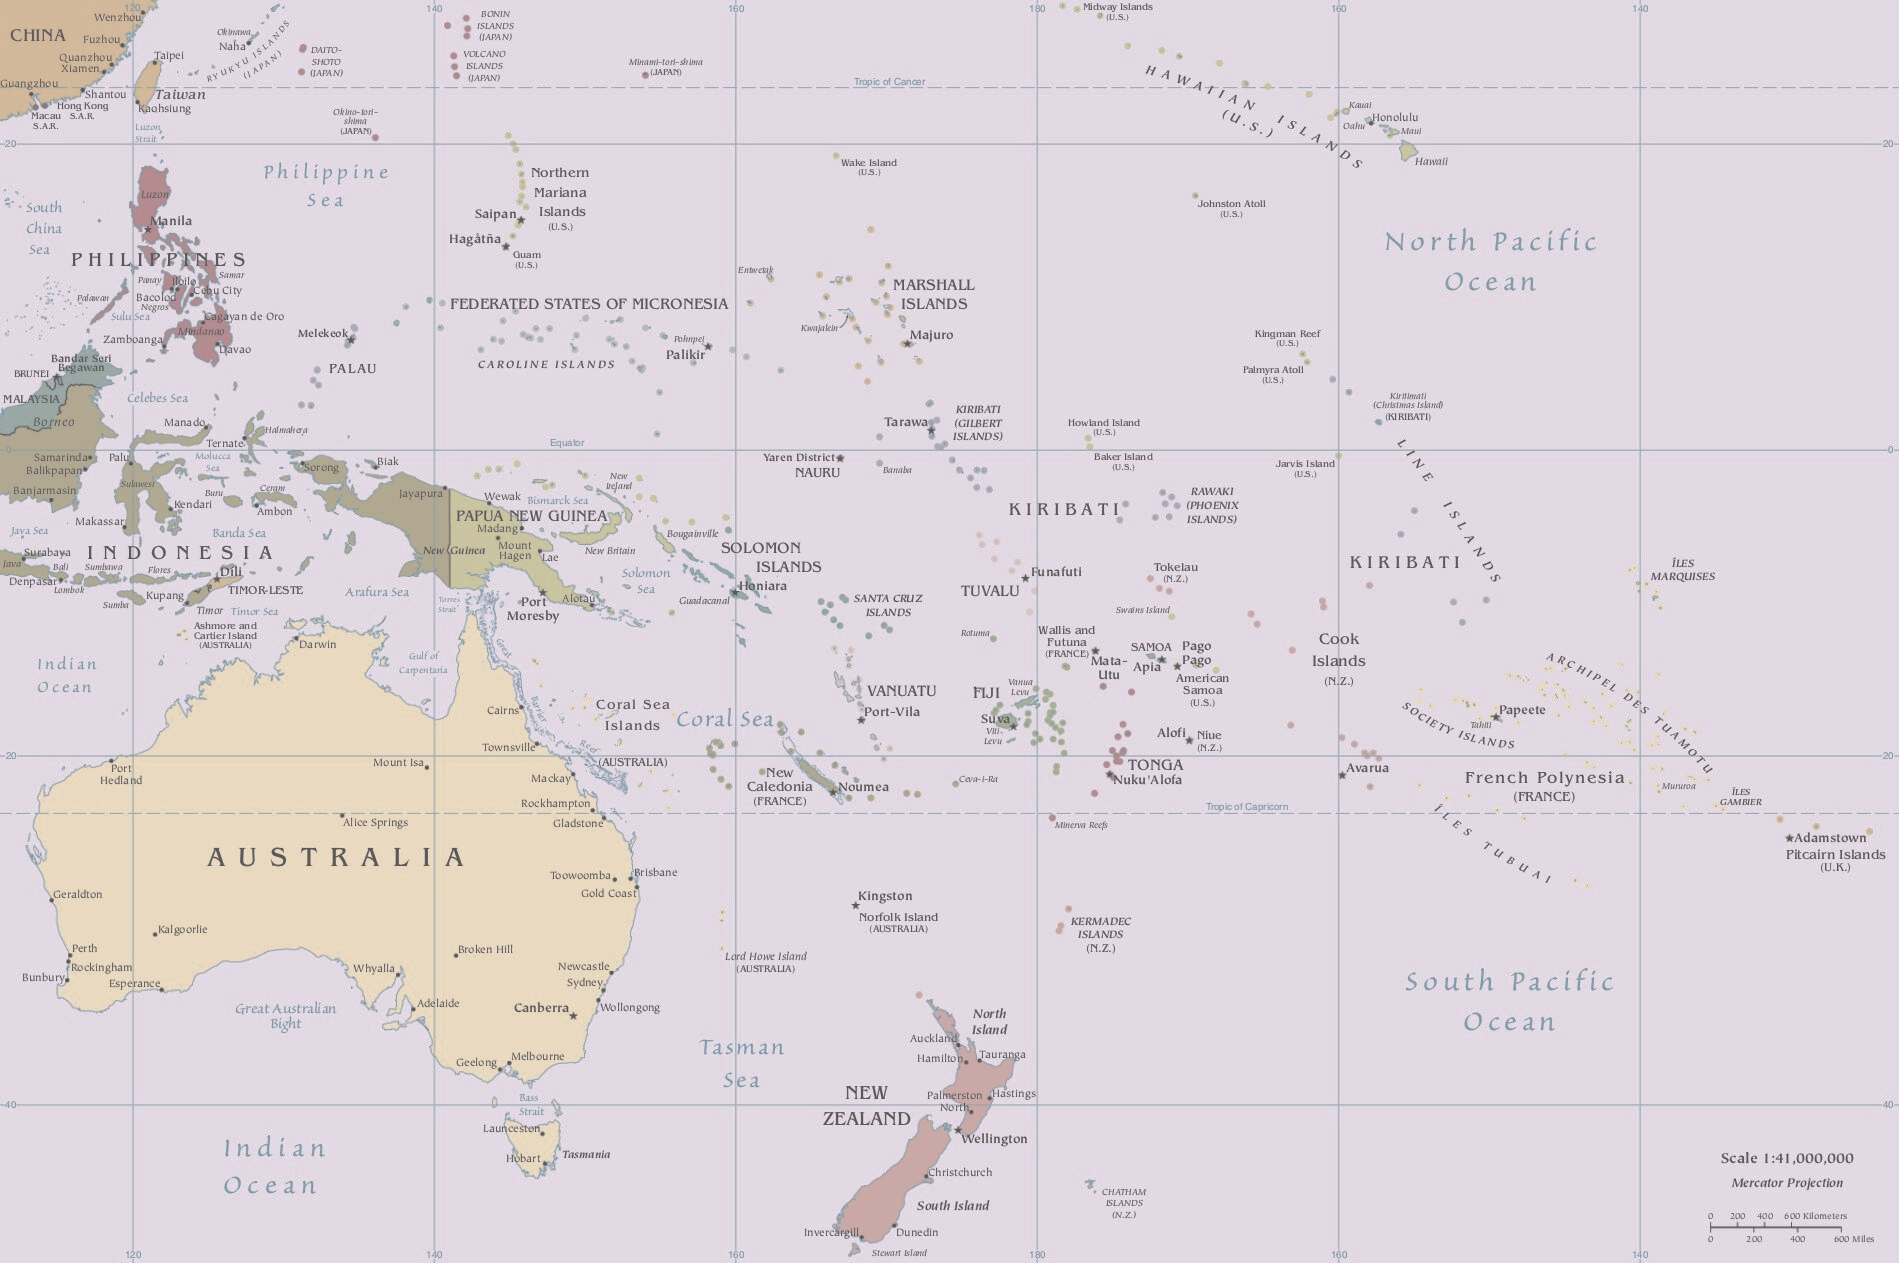 120
140
160
180
160
140
Wenzhou
CHINA
Fuzhou
Quanzhou
Xiamen
Taipei
Guangzhou
Shantou
Taiwan
Hong Kong
S.A.R.
Macau
S.A.R.
Kaohsiung
Luzon
Strait
Okinawa
Naha
RYUKYU ISLANDS
(JAPAN)
DAITO-
SHOTO
(JAPAN)
BONIN
ISLANDS
(JAPAN)
VOLCANO
ISLANDS
(JAPAN)
Okino-tori-
shima
(JAPAN)
Minami-tori-shima
(JAPAN)
Tropic of Cancer
Midway Islands
(U.S.)
HAWAIIAN ISLANDS
(U.S.)
Kauai
Oahu
Honolulu
Maui
Hawaii
20
20
Philippine
Sea
South
China
Sea
Luzon
Manila
PHILIPPINES
Samar
Panay
Iloilo
Bacolod
Cebu City
Negros
Palawan
Sulu Sea
Cagayan de Oro
Mindanao
Zamboanga
Davao
Northern
Mariana
Islands
(U.S.)
Saipan
Hagåtña
Guam
(U.S.)
Wake Island
(U.S.)
Johnston Atoll
(U.S.)
North Pacific
Ocean
Enewetak
MARSHALL
ISLANDS
Kwajalein
Majuro
FEDERATED STATES OF MICRONESIA
Melekeok
PALAU
CAROLINE ISLANDS
Pohnpei
Palikir
Kingman Reef
(U.S.)
Palmyra Atoll
(U.S.)
Kiritimati
(Christmas Island)
(KIRIBATI)
Bandar Seri
Begawan
BRUNEI
MALAYSIA
Borneo
Celebes Sea
Manado
Ternate
Halmahera
Molucca
Sea
Samarinda
Balikpapan
Banjarmasin
Palu
Sulawesi
Kendari
Makassar
Buru
Ceram
Ambon
Sorong
Biak
Jayapura
Equator
0
0
Tarawa
KIRIBATI
(GILBERT
ISLANDS)
Yaren District
NAURU
Banaba
Howland Island
(U.S.)
Baker Island
(U.S.)
Jarvis Island
(U.S.)
LINE ISLANDS
KIRIBATI
RAWAKI
(PHOENIX
ISLANDS)
KIRIBATI
New
Ireland
Bismarck Sea
Wewak
PAPUA NEW GUINEA
Madang
Mount
Hagen
New Guinea
Lae
New Britain
Bougainville
Java Sea
Banda Sea
Surabaya
INDONESIA
Java
Bali
Denpasar
Lombok
Sumbawa
Flores
Sumba
Dili
TIMOR-LESTE
Kupang
Timor
Timor Sea
Arafura Sea
Torres
Strait
Port
Moresby
Alotau
Solomon
Sea
SOLOMON
ISLANDS
Honiara
Guadacanal
SANTA CRUZ
ISLANDS
TUVALU
Funafuti
Tokelau
(N.Z.)
Swains Island
Rotuma
ÎLES
MARQUISES
Ashmore and
Cartier Island
(AUSTRALIA)
Darwin
Gulf of
Carpentaria
Indian
Ocean
Great
Barrier
Reef
Cairns
Townsville
Mackay
Coral Sea
Islands
(AUSTRALIA)
Coral Sea
VANUATU
Port-Vila
Wallis and
Futuna
(FRANCE)
Mata-
Utu
SAMOA
Apia
Pago
Pago
American
Samoa
(U.S.)
Cook
Islands
(N.Z.)
FIJI
Vanua
Levu
Suva
Viti
Levu
Alofi
Niue
(N.Z.)
TONGA
Nuku'Alofa
ARCHIPEL DES TUAMOTU
SOCIETY ISLANDS
Papeete
Tahiti
20
20
Port
Hedland
Mount Isa
New
Caledonia
(FRANCE)
Noumea
Ceva-i-Ra
Avarua
French Polynesia
(FRANCE)
Mururoa
ÎLES
GAMBIER
ÎLES TUBUAI
Rockhampton
Gladstone
Alice Springs
Tropic of Capricorn
Minerva Reefs
Adamstown
Pitcairn Islands
(U.K.)
AUSTRALIA
Toowoomba
Brisbane
Gold Coast
Geraldton
Kalgoorlie
Kingston
Norfolk Island
(AUSTRALIA)
KERMADEC
ISLANDS
(N.Z.)
Perth
Rockingham
Bunbury
Esperance
Whyalla
Broken Hill
Newcastle
Sydney
Wollongong
Canberra
Adelaide
Lord Howe Island
(AUSTRALIA)
Great Australian
Bight
Geelong
Melbourne
Tasman
Sea
North
Island
Auckland
Hamilton
Tauranga
South Pacific
Ocean
NEW
ZEALAND
Palmerston
North
Hastings
Wellington
40
40
Bass
Strait
Launceston
Hobart
Tasmania
Indian
Ocean
Christchurch
South Island
CHATHAM
ISLANDS
(N.Z.)
Invercargill
Dunedin
Stewart Island
Scale 1:41,000,000
Mercator Projection
0 200 400 600 Kilometers
0 200 400 600 Miles
120
140
160
180
160
140